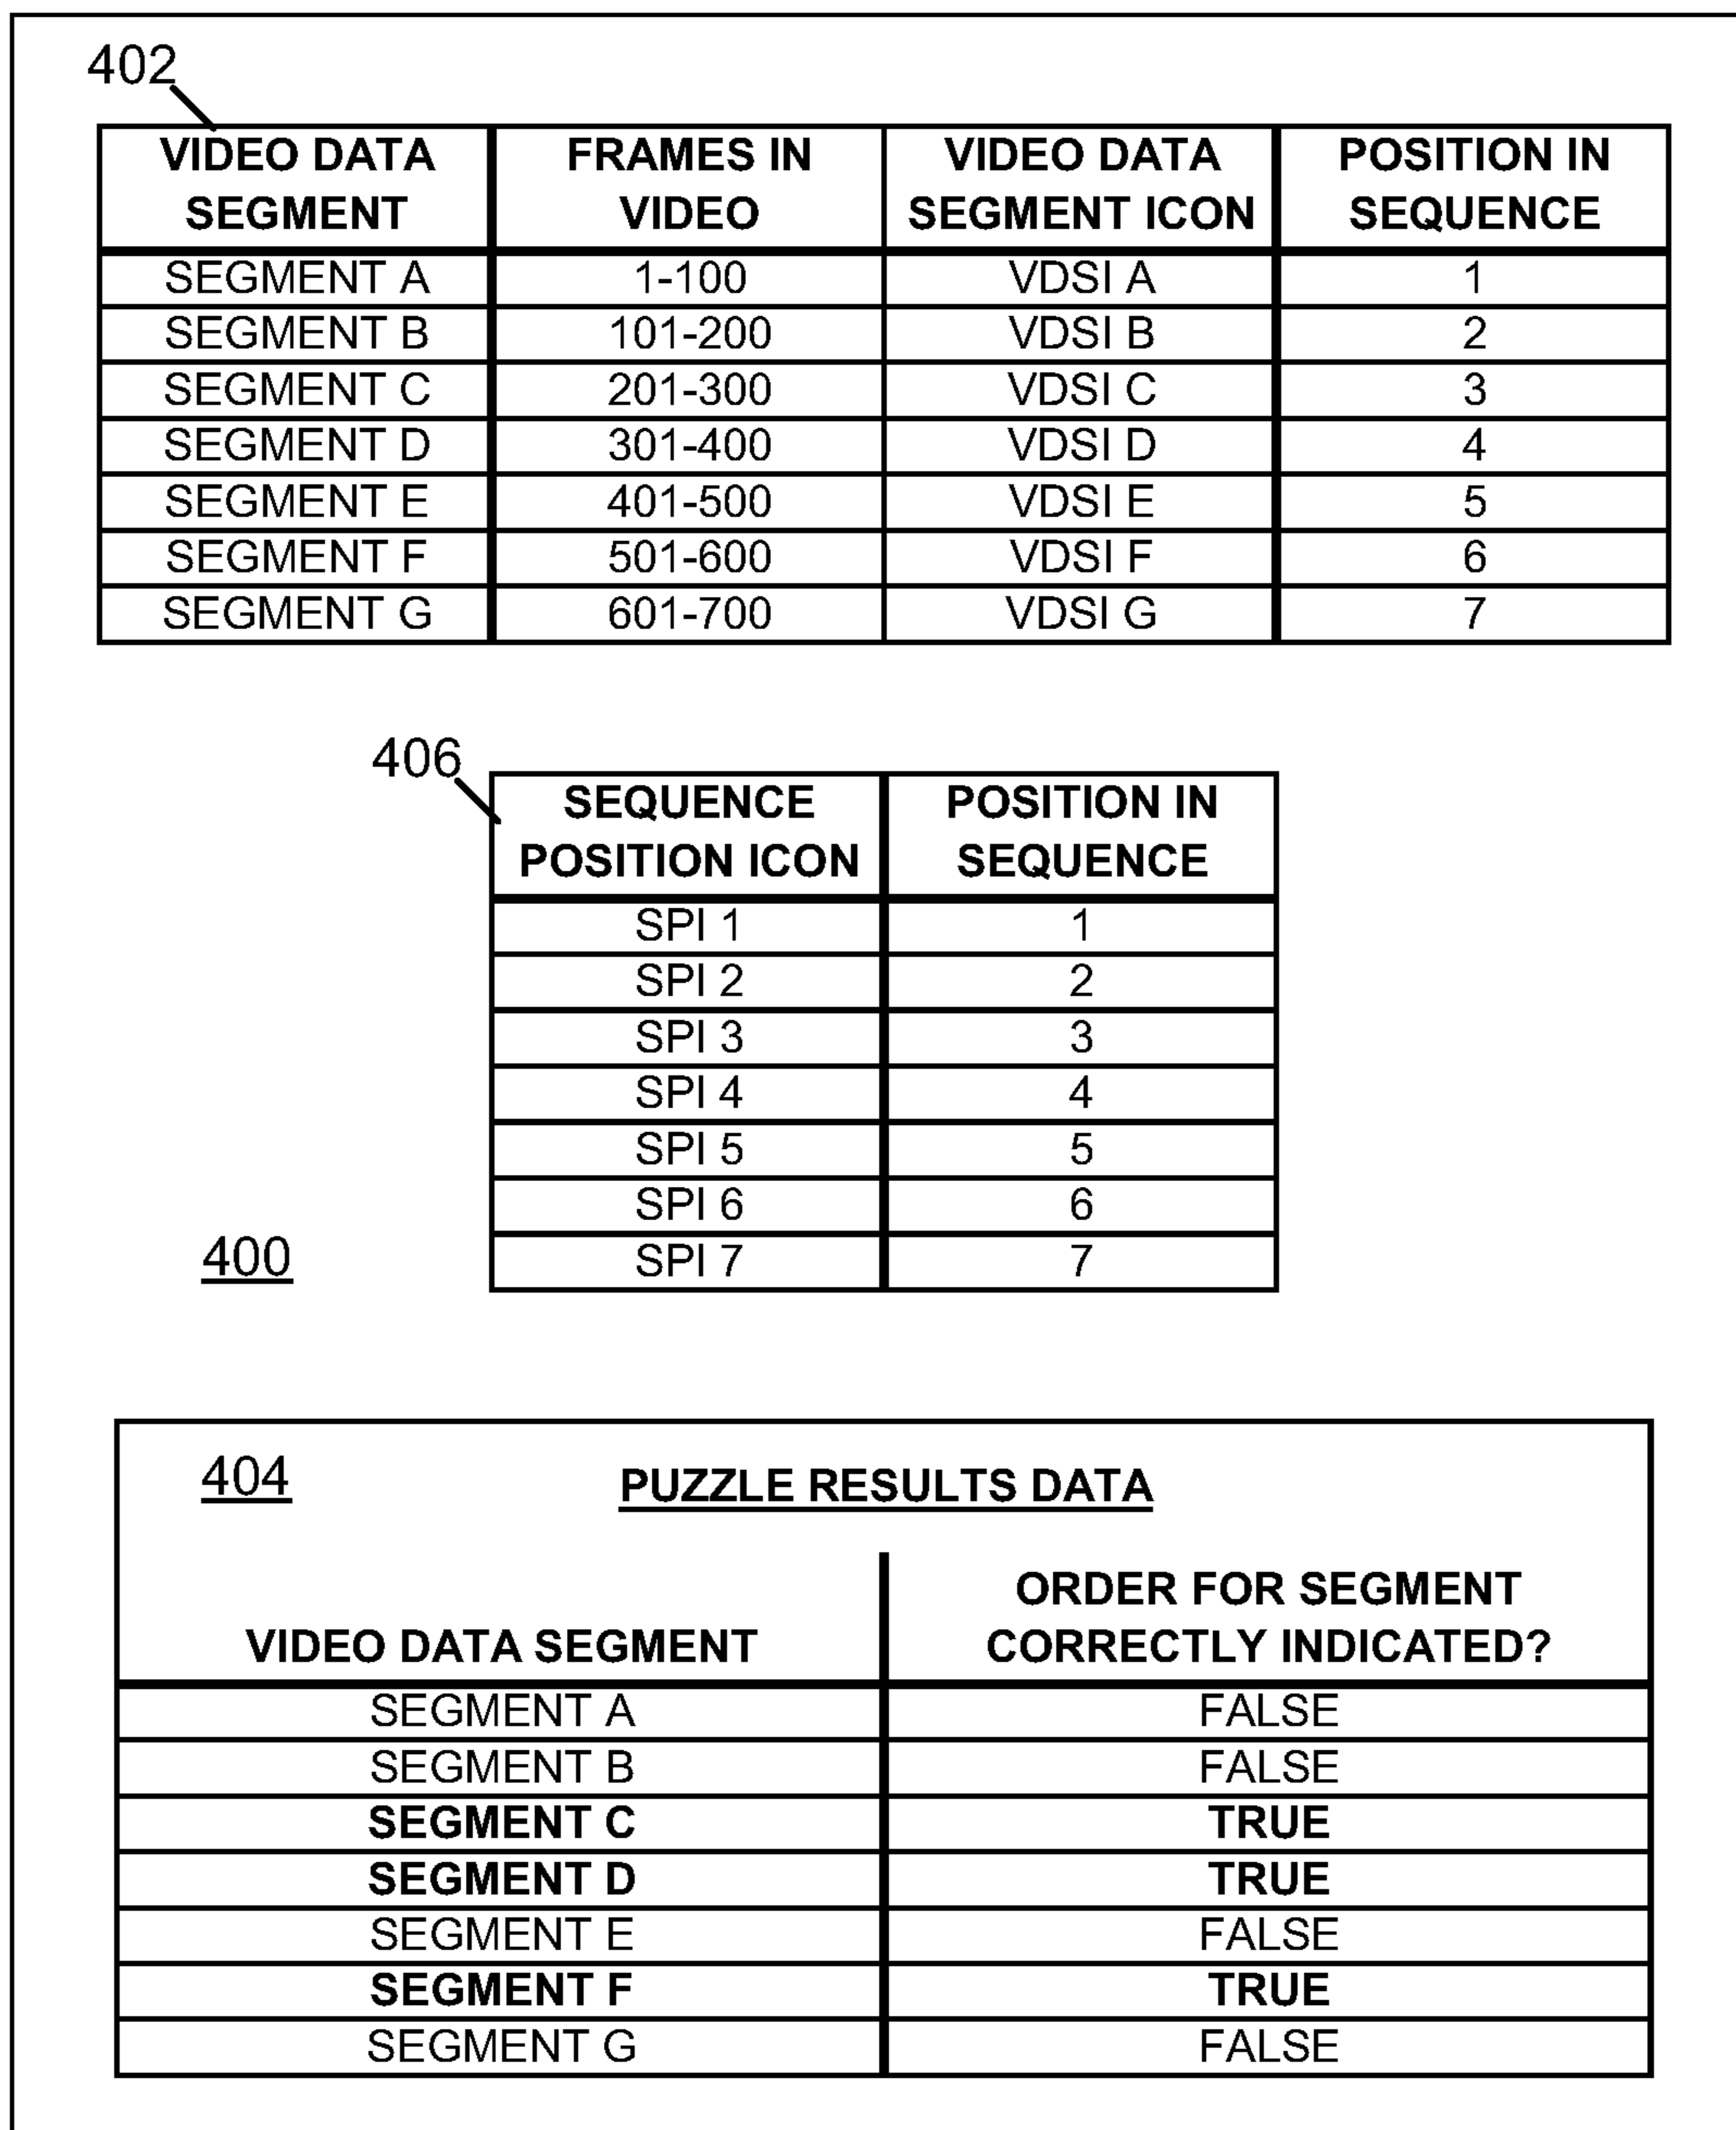 402
VIDEO DATA SEGMENT FRAMES IN VIDEO VIDEO DATA SEGMENT ICON POSITION IN SEQUENCE
SEGMENT A 1-100 VDSI A 1
SEGMENT B 101-200 VDSI B 2
SEGMENT C 201-300 VDSI C 3
SEGMENT D 301-400 VDSI D 4
SEGMENT E 401-500 VDSI E 5
SEGMENT F 501-600 VDSI F 6
SEGMENT G 601-700 VDSI G 7
406
SEQUENCE POSITION ICON POSITION IN SEQUENCE
SPI 1 1
SPI 2 2
SPI 3 3
SPI 4 4
SPI 5 5
SPI 6 6
SPI 7 7
400
404 PUZZLE RESULTS DATA
VIDEO DATA SEGMENT ORDER FOR SEGMENT CORRECTLY INDICATED?
SEGMENT A FALSE
SEGMENT B FALSE
SEGMENT C TRUE
SEGMENT D TRUE
SEGMENT E FALSE
SEGMENT F TRUE
SEGMENT G FALSE